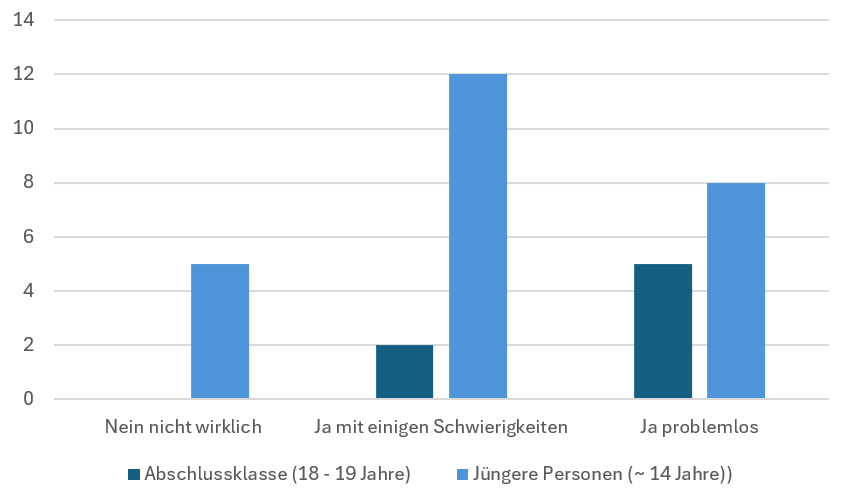 14
12
10
8
6
4
2
0
Nein nicht wirklich
Ja mit einigen Schwierigkeiten
Ja problemlos
Abschlussklasse (18 - 19 Jahre)
Jüngere Personen (~ 14 Jahre))